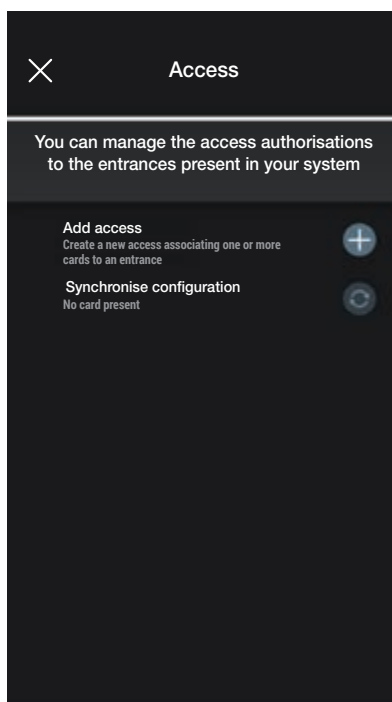 Access
You can manage the access authorisations
to the entrances present in your system
Add access
Create a new access associating one or more
cards to an entrance
Synchronise configuration
No card present